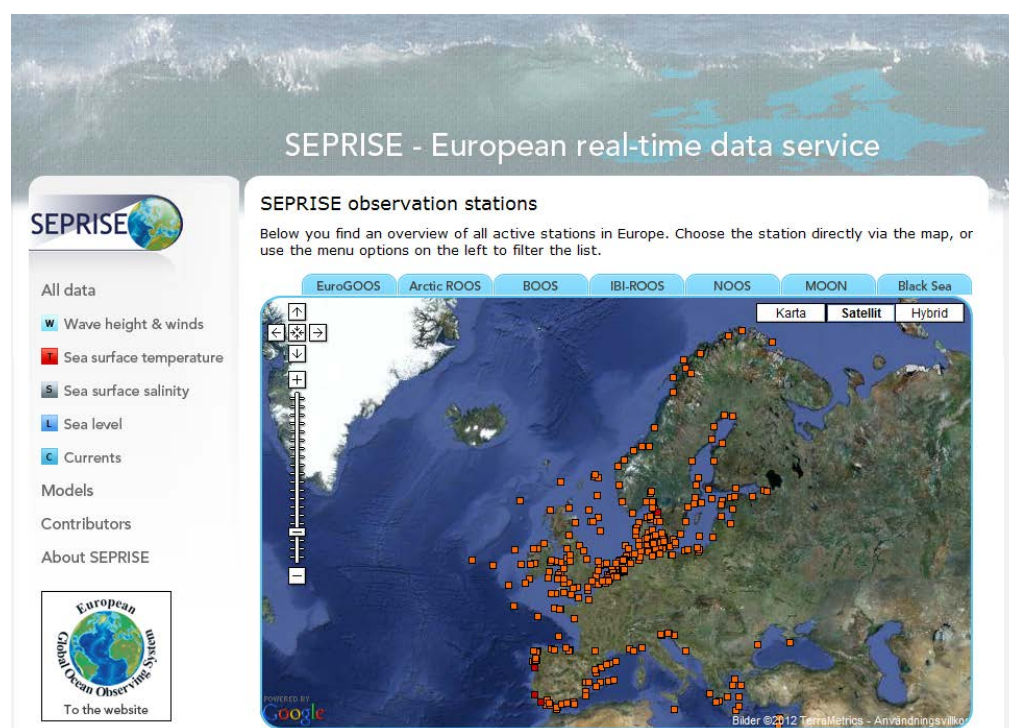 SEPRISE - European real-time data service
SEPRISE
All data
W Wave height & winds
T Sea surface temperature
S Sea surface salinity
L Sea level
C Currents
Models
Contributors
About SEPRISE
European
Global Ocean Observing System
To the website
SEPRISE observation stations
Below you find an overview of all active stations in Europe. Choose the station directly via the map, or
use the menu options on the left to filter the list.
EuroGOOS Arctic ROOS BOOS IBI-ROOS NOOS MOON Black Sea
Karta Satellit Hybrid
POWERED BY
Google
Bilder ©2012 TerraMetrics - Användningsvillkor